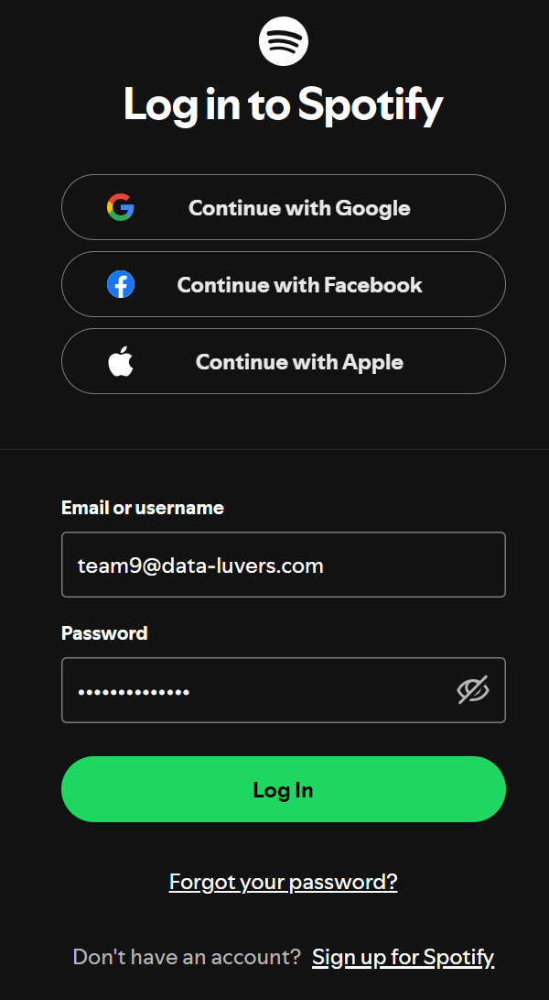 Log in to Spotify
Continue with Google
Continue with Facebook
Continue with Apple
Email or username
team9@data-luvers.com
Password
••••••••••••••
Log In
Forgot your password?
Don't have an account? Sign up for Spotify